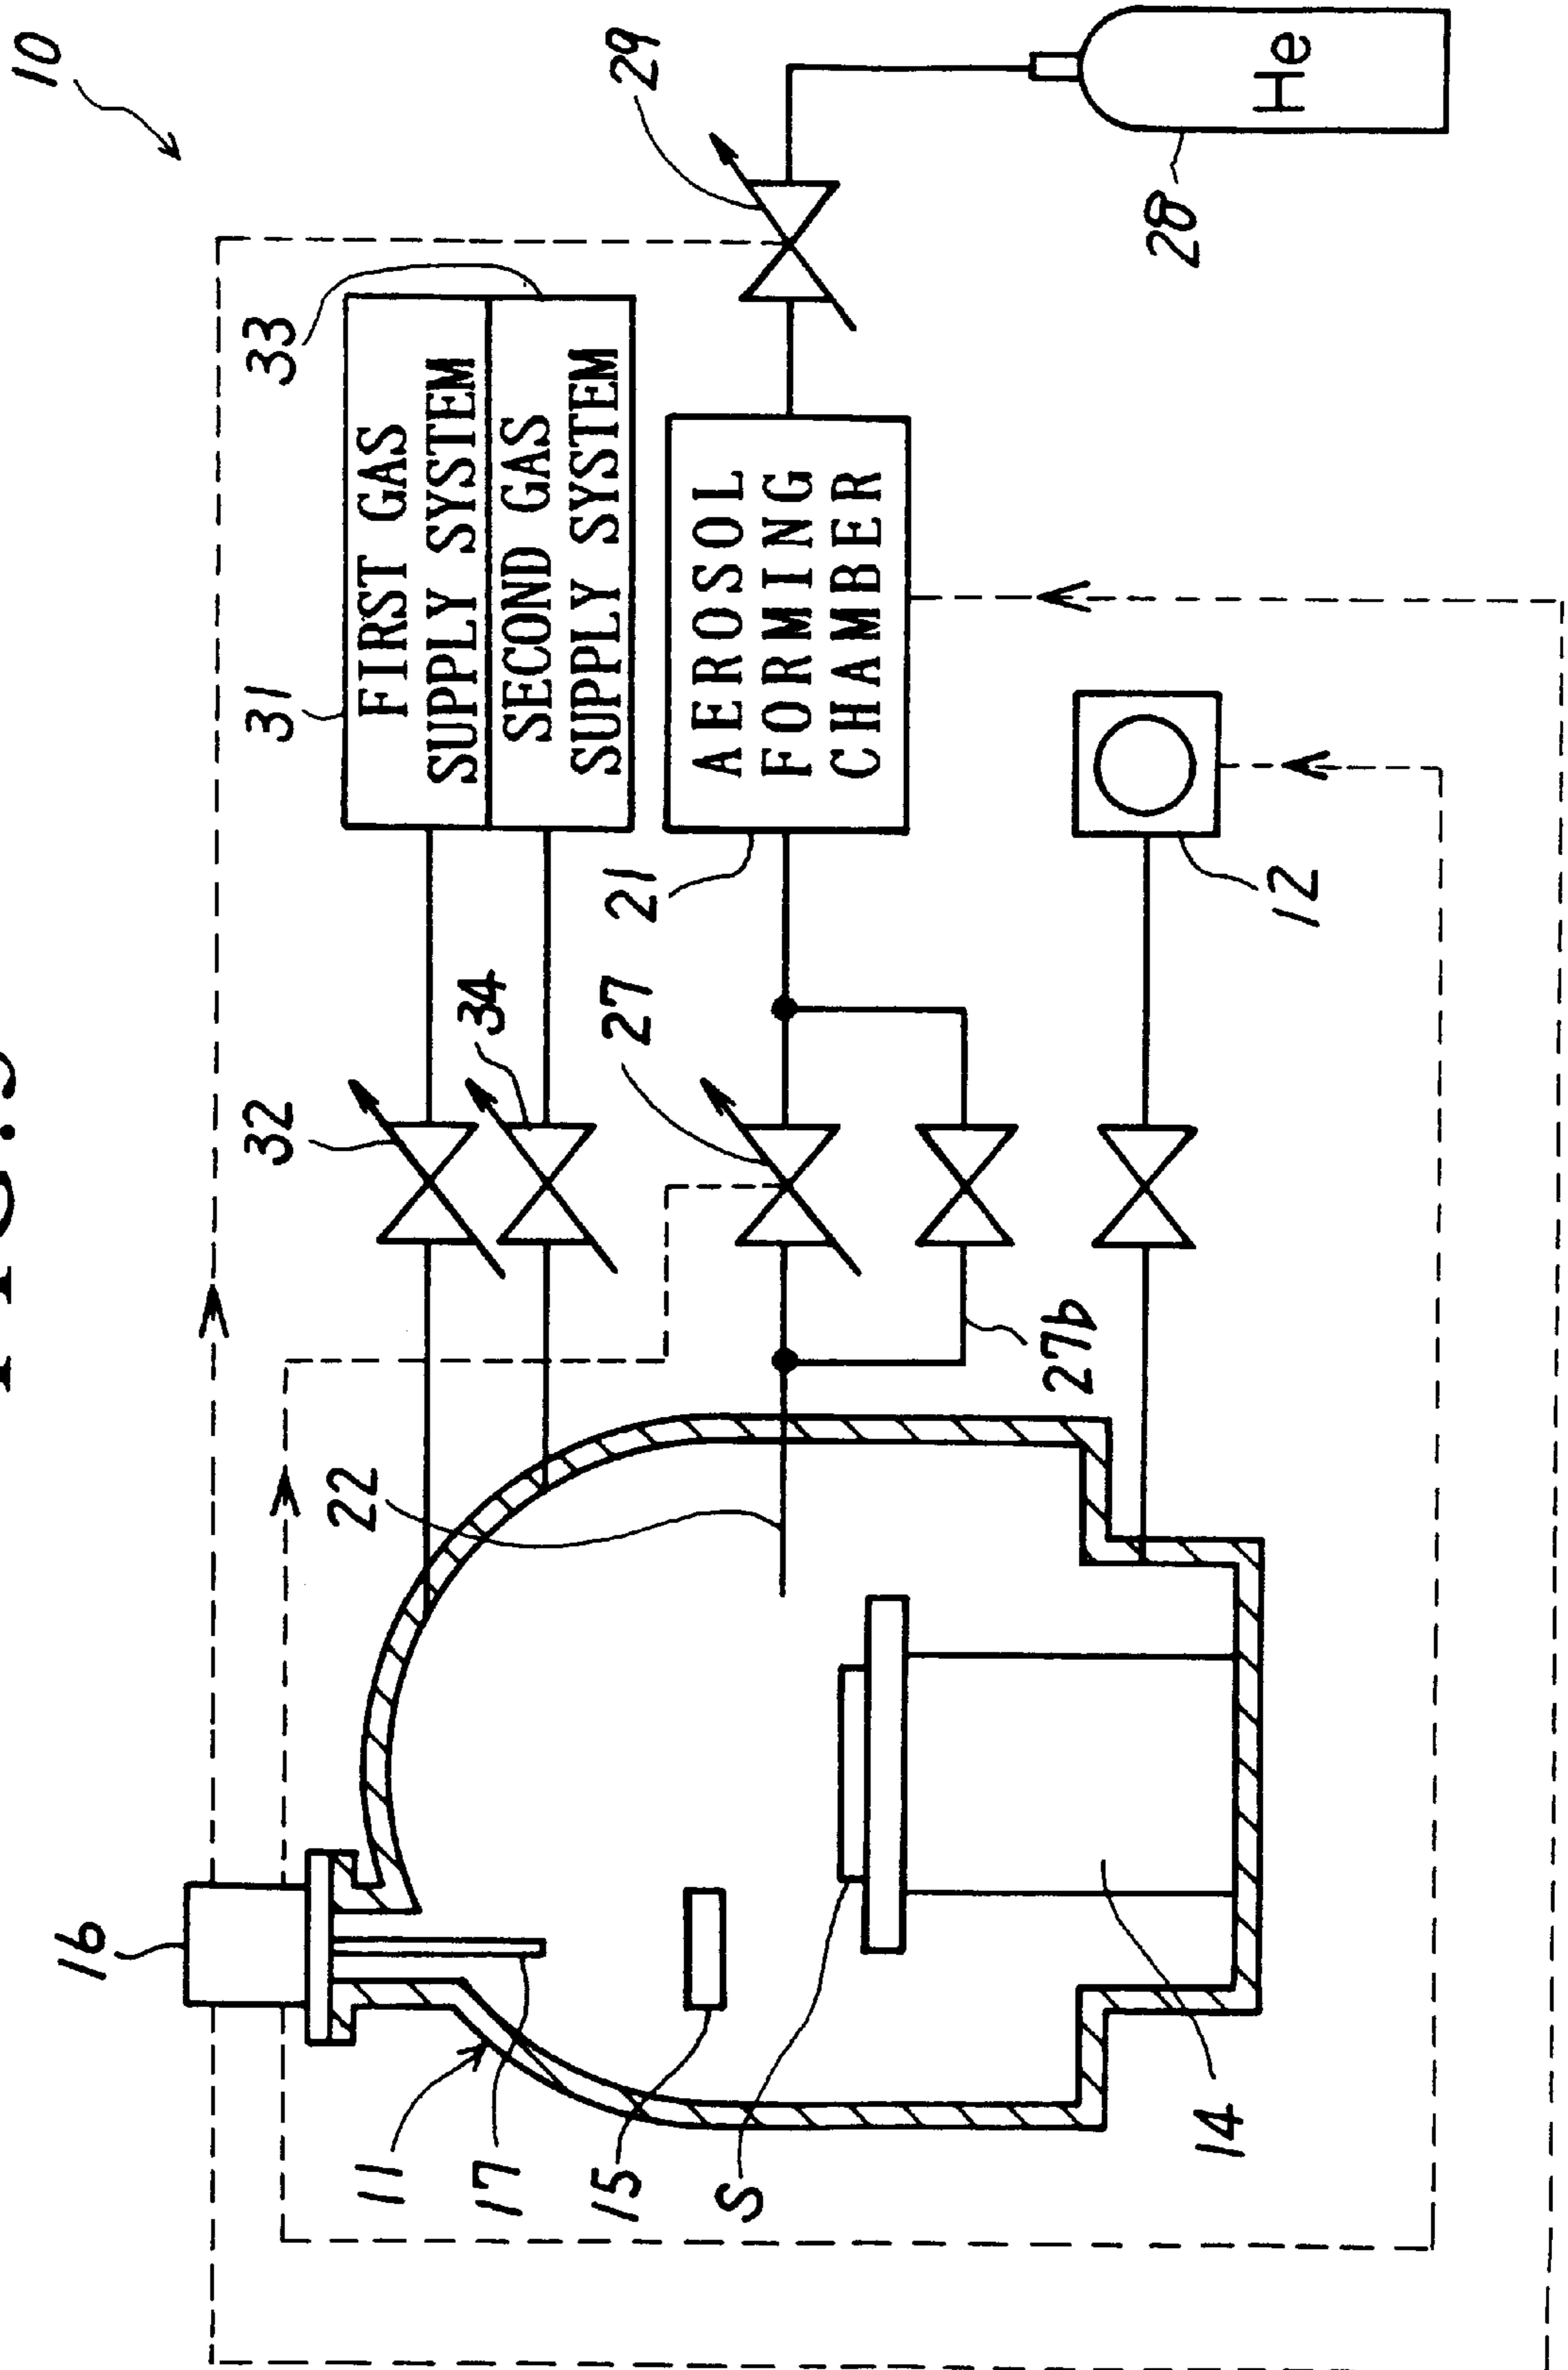 10
16
32
31
33
FIRST GAS
SUPPLY SYSTEM
SECOND GAS
SUPPLY SYSTEM
11
22
17
34
15
27
21
29
S
AEROSOL
FORMING
CHAMBER
27b
28
14
12
He